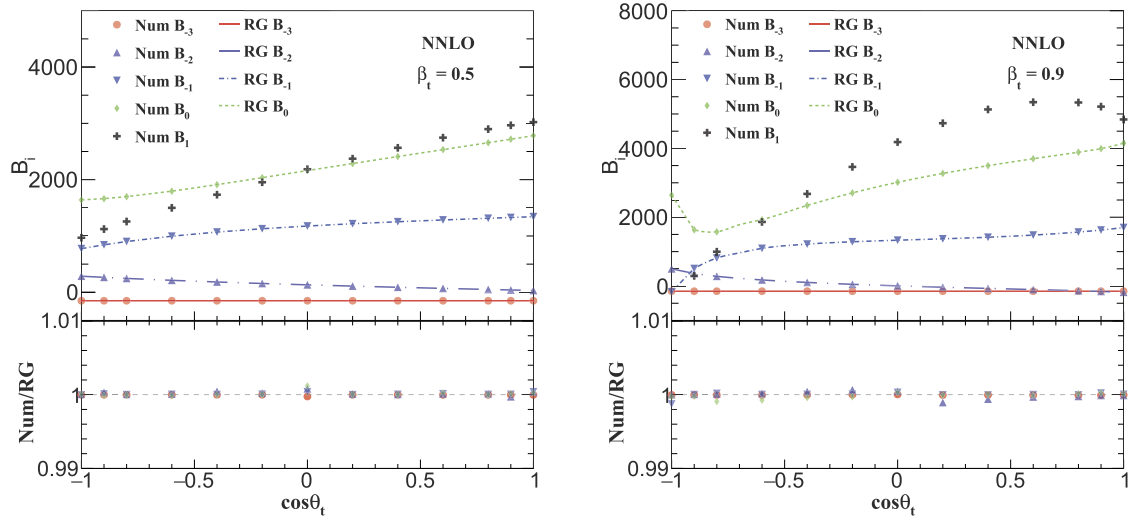 Num B-3 RG B-3
Num B-2 RG B-2
Num B-1 RG B-1
Num B0 RG B0
Num B1
NNLO
βt = 0.5
Bi
4000
2000
0
1.01
1
0.99
Num/RG
−1 −0.5 0 0.5 1
cosθt
Num B-3 RG B-3
Num B-2 RG B-2
Num B-1 RG B-1
Num B0 RG B0
Num B1
NNLO
βt = 0.9
Bi
8000
6000
4000
2000
0
1.01
1
0.99
Num/RG
−1 −0.5 0 0.5 1
cosθt